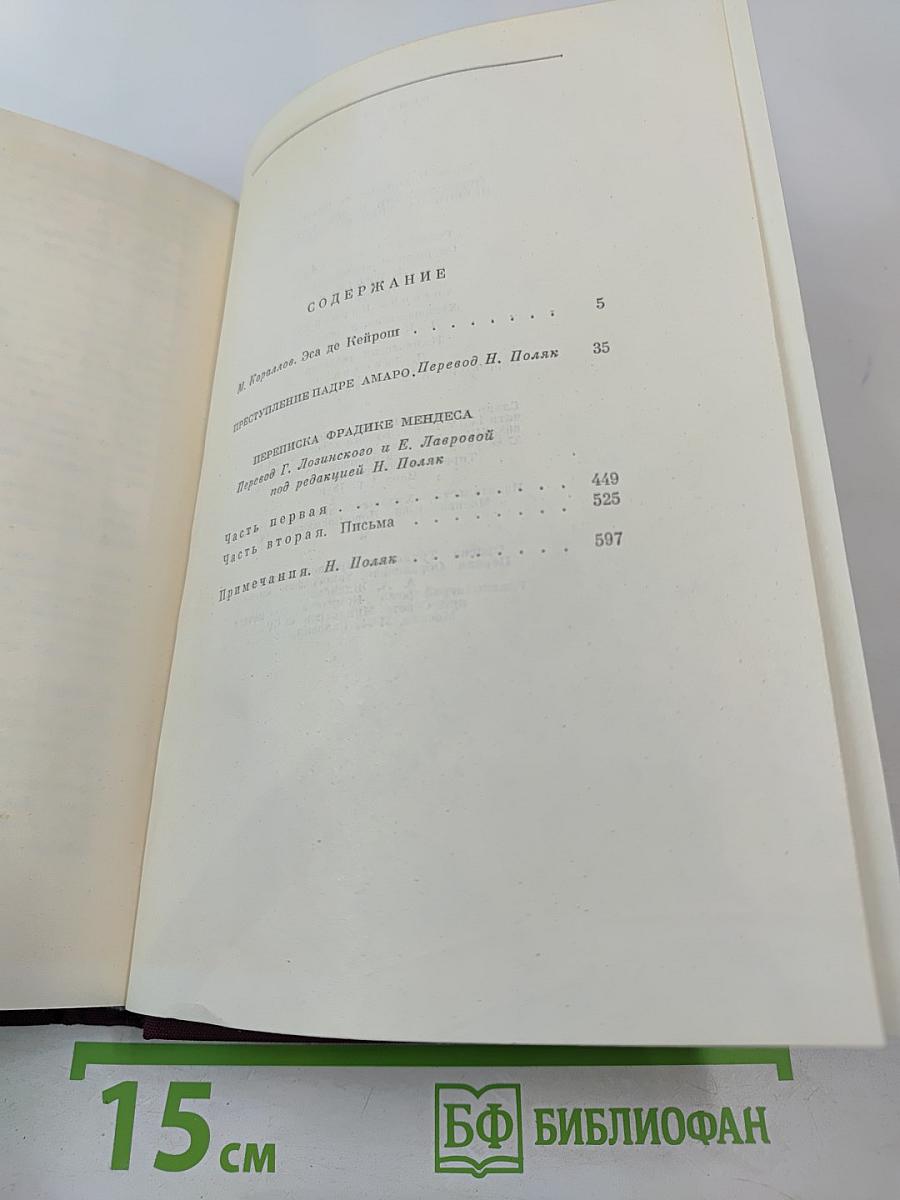 СОДЕРЖАНИЕ
М. Кораллов. Эса де Кейрош . . . . . . . . 5
ПРЕСТУПЛЕНИЕ ПАДРЕ АМАРО. Перевод Н. Поляк 35
ПЕРЕПИСКА ФРАДИКЕ МЕНДЕСА
Перевод Г. Лозинского и Е. Лавровой
под редакцией Н. Поляк
Часть первая . . . . . . . . . . . . 449
Часть вторая. Письма . . . . . . . . 525
Примечания. Н. Поляк . . . . . . . . 597
15 см
БФ БИБЛИОФАН